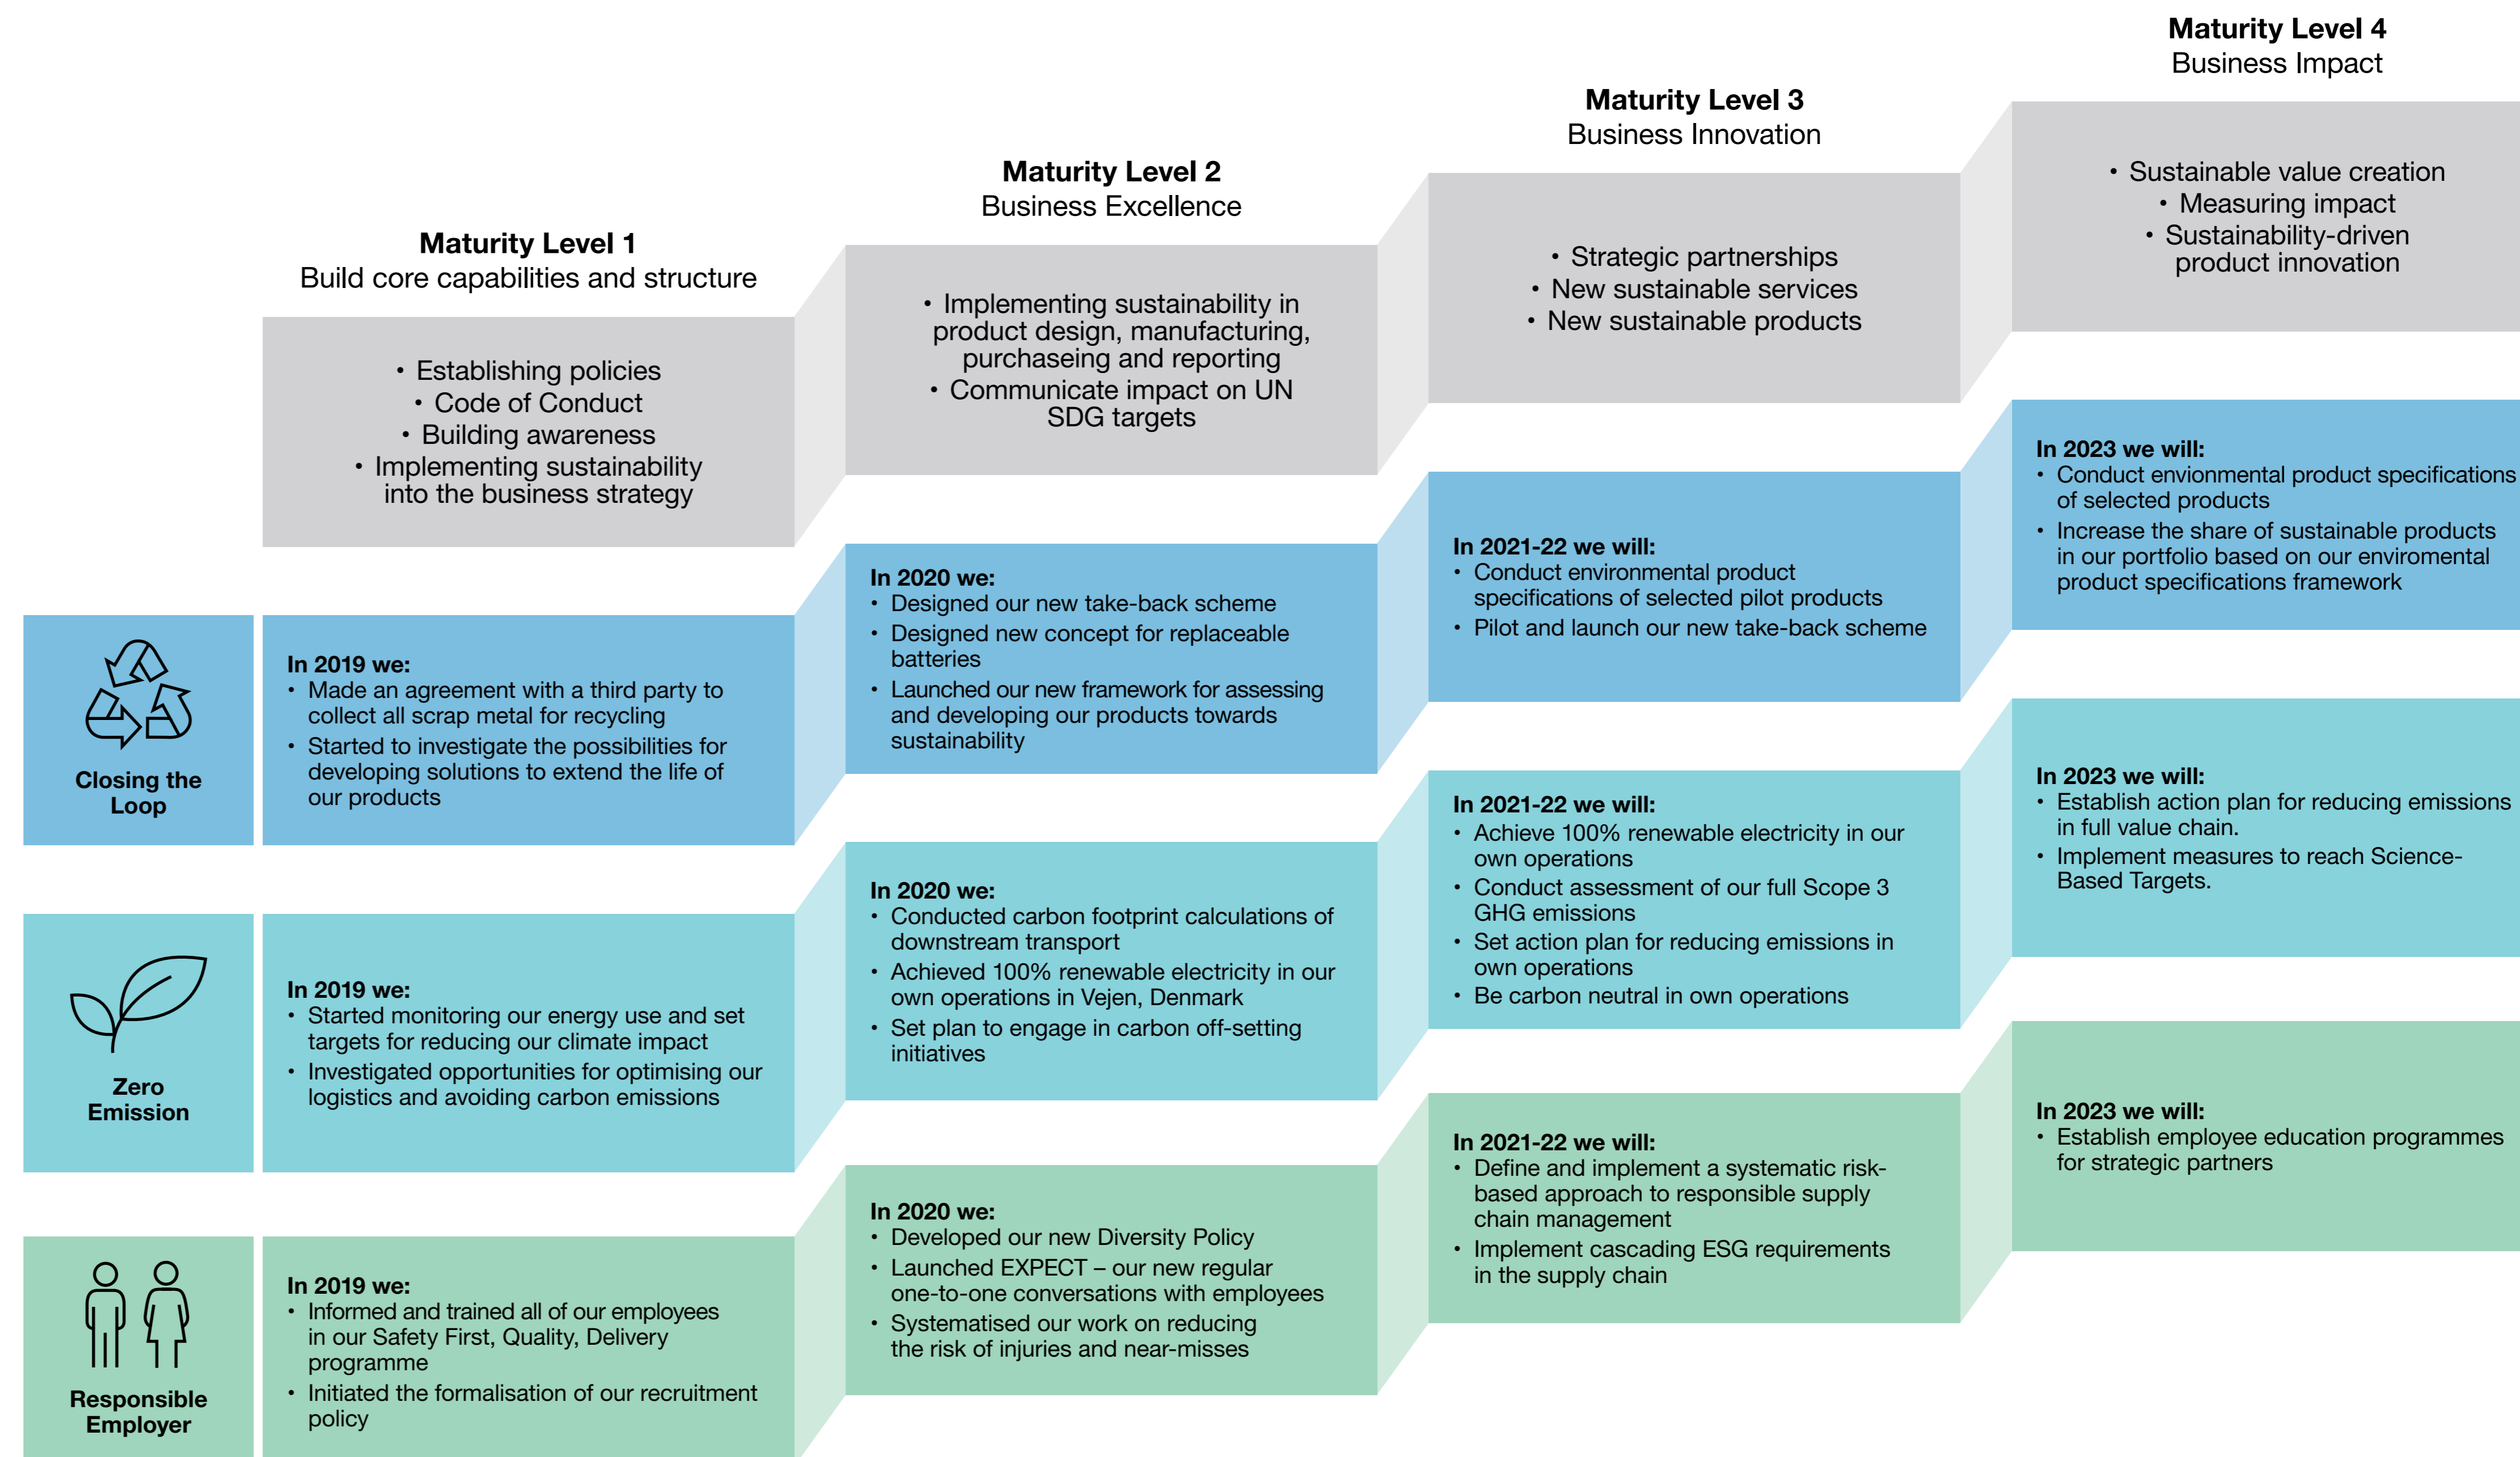 Maturity Level 1
Build core capabilities and structure
• Establishing policies
• Code of Conduct
• Building awareness
• Implementing sustainability
into the business strategy
Maturity Level 2
Business Excellence
• Implementing sustainability in
product design, manufacturing,
purchaseing and reporting
• Communicate impact on UN
SDG targets
Maturity Level 3
Business Innovation
• Strategic partnerships
• New sustainable services
• New sustainable products
Maturity Level 4
Business Impact
• Sustainable value creation
• Measuring impact
• Sustainability-driven
product innovation
Closing the
Loop
In 2019 we:
• Made an agreement with a third party to
collect all scrap metal for recycling
• Started to investigate the possibilities for
developing solutions to extend the life of
our products
In 2020 we:
• Designed our new take-back scheme
• Designed new concept for replaceable
batteries
• Launched our new framework for assessing
and developing our products towards
sustainability
In 2021-22 we will:
• Conduct environmental product
specifications of selected pilot products
• Pilot and launch our new take-back scheme
In 2023 we will:
• Conduct envionmental product specifications
of selected products
• Increase the share of sustainable products
in our portfolio based on our enviromental
product specifications framework
Zero
Emission
In 2019 we:
• Started monitoring our energy use and set
targets for reducing our climate impact
• Investigated opportunities for optimising our
logistics and avoiding carbon emissions
In 2020 we:
• Conducted carbon footprint calculations of
downstream transport
• Achieved 100% renewable electricity in our
own operations in Vejen, Denmark
• Set plan to engage in carbon off-setting
initiatives
In 2021-22 we will:
• Achieve 100% renewable electricity in our
own operations
• Conduct assessment of our full Scope 3
GHG emissions
• Set action plan for reducing emissions in
own operations
• Be carbon neutral in own operations
In 2023 we will:
• Establish action plan for reducing emissions
in full value chain.
• Implement measures to reach Science-
Based Targets.
Responsible
Employer
In 2019 we:
• Informed and trained all of our employees
in our Safety First, Quality, Delivery
programme
• Initiated the formalisation of our recruitment
policy
In 2020 we:
• Developed our new Diversity Policy
• Launched EXPECT – our new regular
one-to-one conversations with employees
• Systematised our work on reducing
the risk of injuries and near-misses
In 2021-22 we will:
• Define and implement a systematic risk-
based approach to responsible supply
chain management
• Implement cascading ESG requirements
in the supply chain
In 2023 we will:
• Establish employee education programmes
for strategic partners